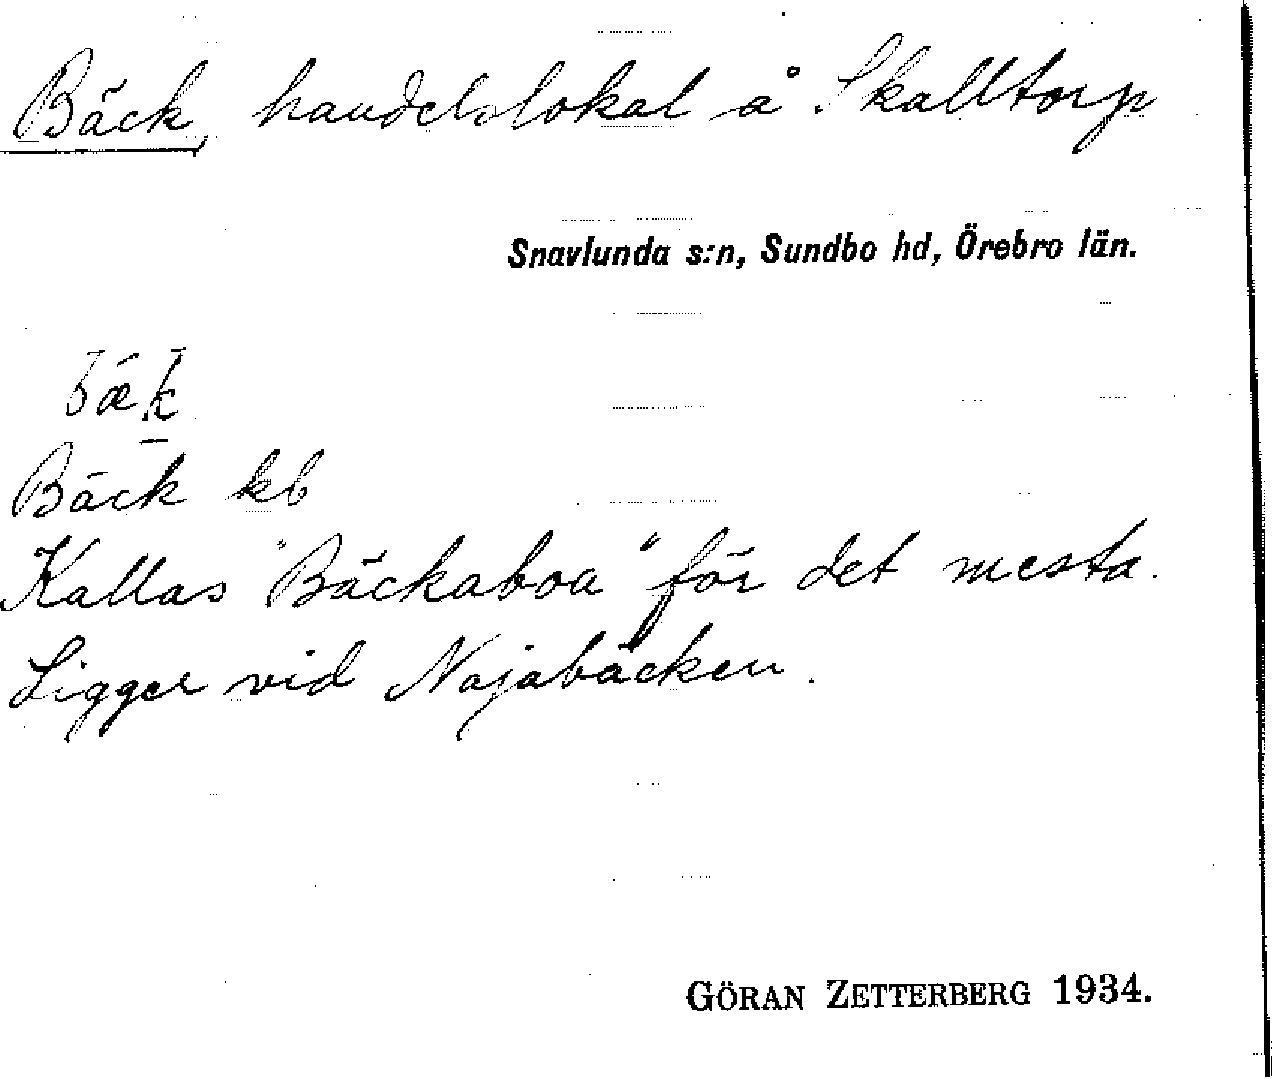 Bäck, handelslokal å Skalltorp
Snavlunda s:n, Sundbo hd, Örebro län.
bæk
Bäck kb
Kallas "Bäckaboa" för det mesta.
Ligger vid Nojabäcken.
GÖRAN ZETTERBERG 1934.